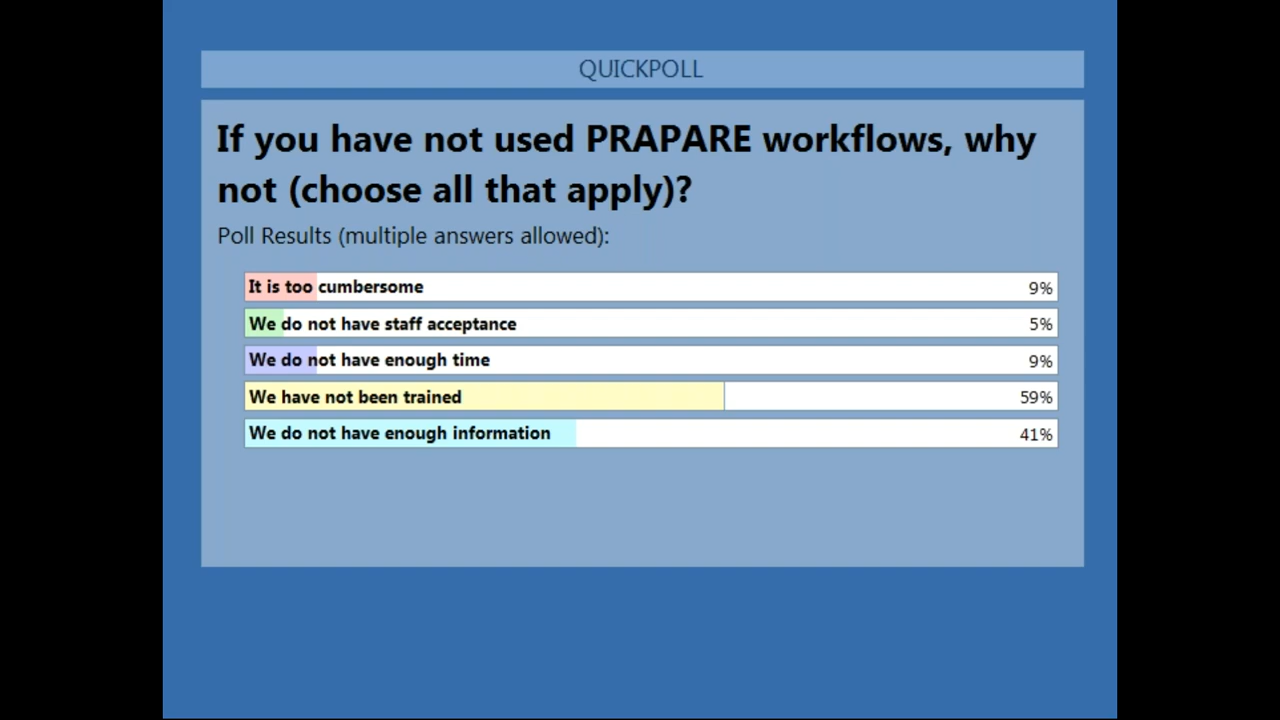 QUICKPOLL
If you have not used PRAPARE workflows, why
not (choose all that apply)?
Poll Results (multiple answers allowed):
It is too cumbersome 9%
We do not have staff acceptance 5%
We do not have enough time 9%
We have not been trained 59%
We do not have enough information 41%